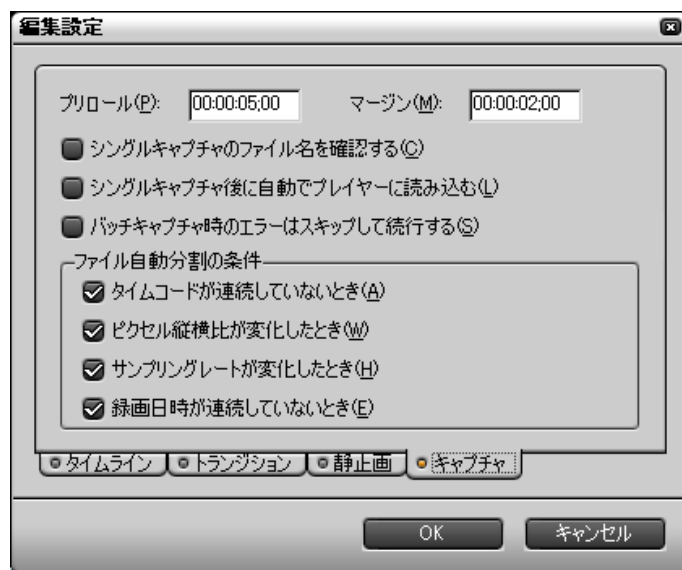 編集設定
プリロール(P): 00:00:05;00 マージン(M): 00:00:02;00
シングルキャプチャのファイル名を確認する(C)
シングルキャプチャ後に自動でプレイヤーに読み込む(L)
バッチキャプチャ時のエラーはスキップして続行する(S)
ファイル自動分割の条件
タイムコードが連続していないとき(A)
ピクセル縦横比が変化したとき(W)
サンプリングレートが変化したとき(H)
録画日時が連続していないとき(E)
タイムライン トランジション 静止画 キャプチャ
OK キャンセル